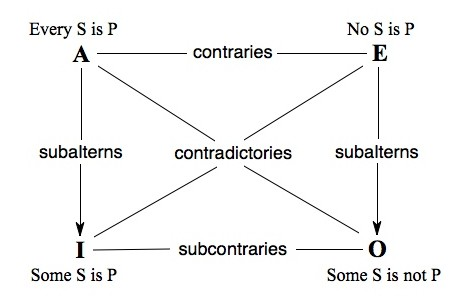 Every S is P
No S is P
A
contraries
E
subalterns
contradictories
subalterns
I
subcontraries
O
Some S is P
Some S is not P